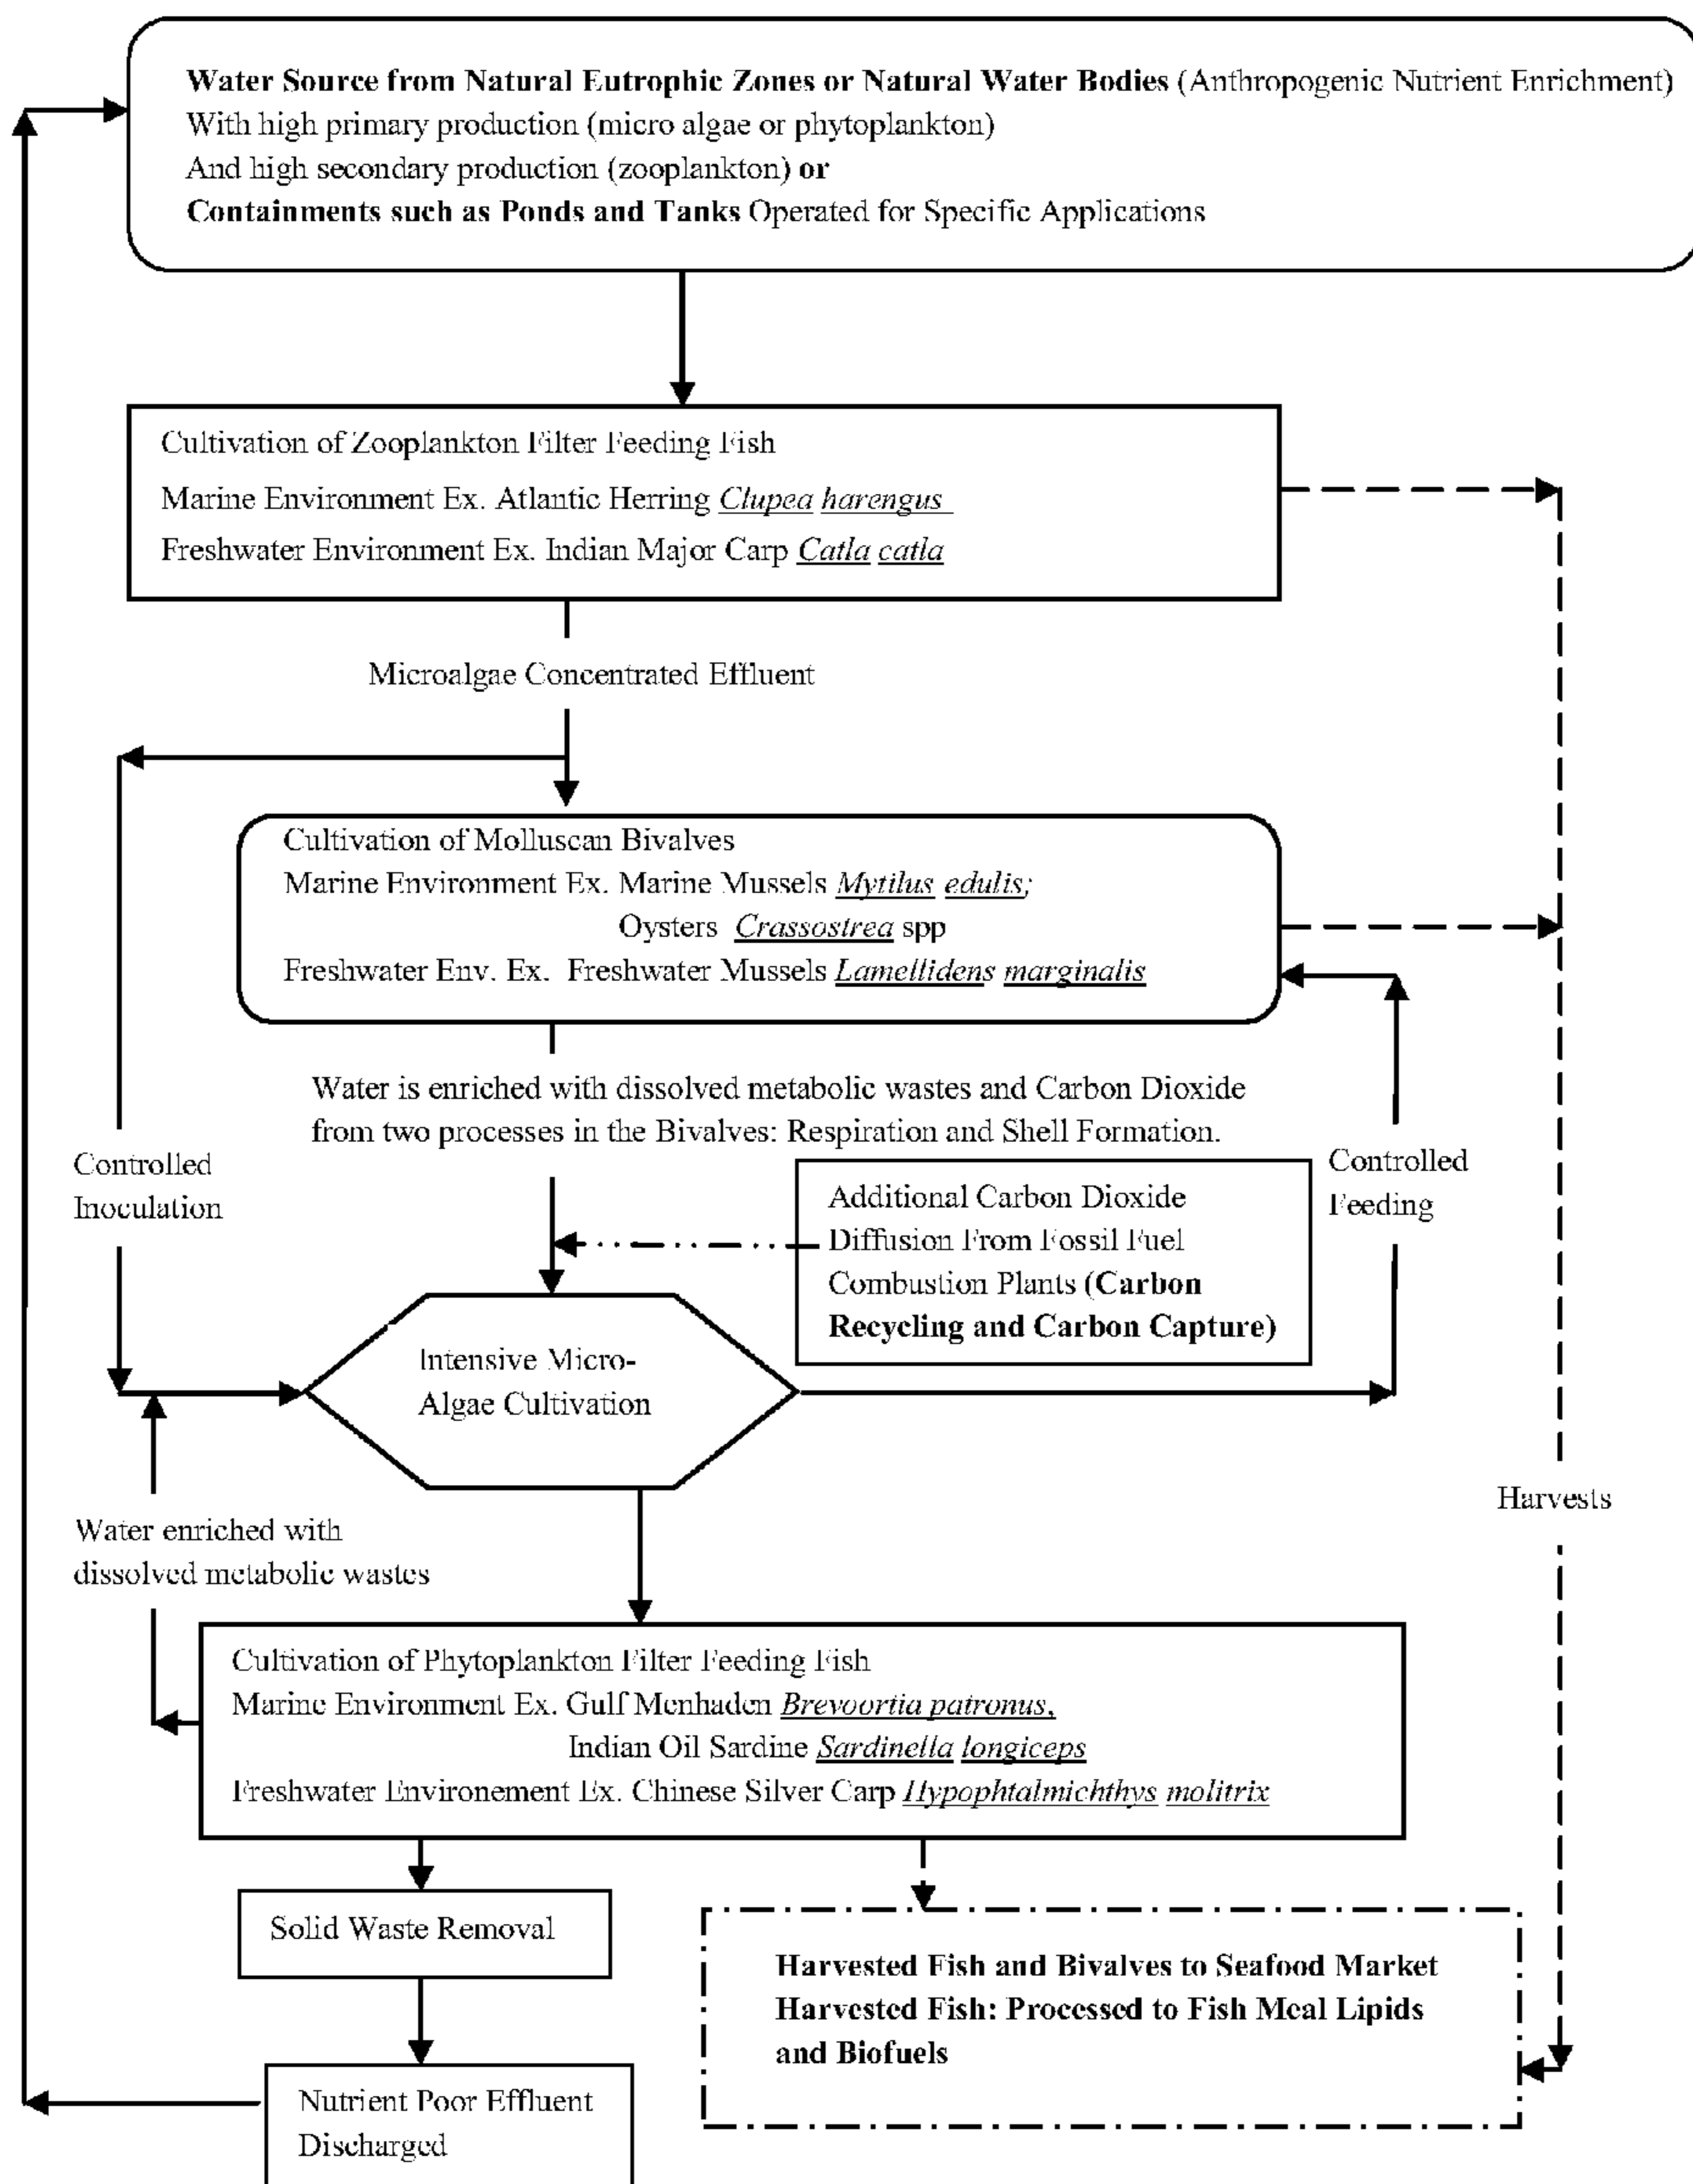 Water Source from Natural Eutrophic Zones or Natural Water Bodies (Anthropogenic Nutrient Enrichment)
With high primary production (micro algae or phytoplankton)
And high secondary production (zooplankton) or
Containments such as Ponds and Tanks Operated for Specific Applications
Cultivation of Zooplankton Filter Feeding Fish
Marine Environment Ex. Atlantic Herring Clupea harengus
Freshwater Environment Ex. Indian Major Carp Catla catla
Microalgae Concentrated Effluent
Cultivation of Molluscan Bivalves
Marine Environment Ex. Marine Mussels Mytilus edulis;
Oysters Crassostrea spp
Freshwater Env. Ex. Freshwater Mussels Lamellidens marginalis
Water is enriched with dissolved metabolic wastes and Carbon Dioxide
from two processes in the Bivalves: Respiration and Shell Formation.
Controlled
Inoculation
Additional Carbon Dioxide
Diffusion From Fossil Fuel
Combustion Plants (Carbon
Recycling and Carbon Capture)
Controlled
Feeding
Intensive Micro-
Algae Cultivation
Harvests
Water enriched with
dissolved metabolic wastes
Cultivation of Phytoplankton Filter Feeding Fish
Marine Environment Ex. Gulf Menhaden Brevoortia patronus,
Indian Oil Sardine Sardinella longiceps
Freshwater Environement Ex. Chinese Silver Carp Hypophtalmichthys molitrix
Solid Waste Removal
Harvested Fish and Bivalves to Seafood Market
Harvested Fish: Processed to Fish Meal Lipids
and Biofuels
Nutrient Poor Effluent
Discharged